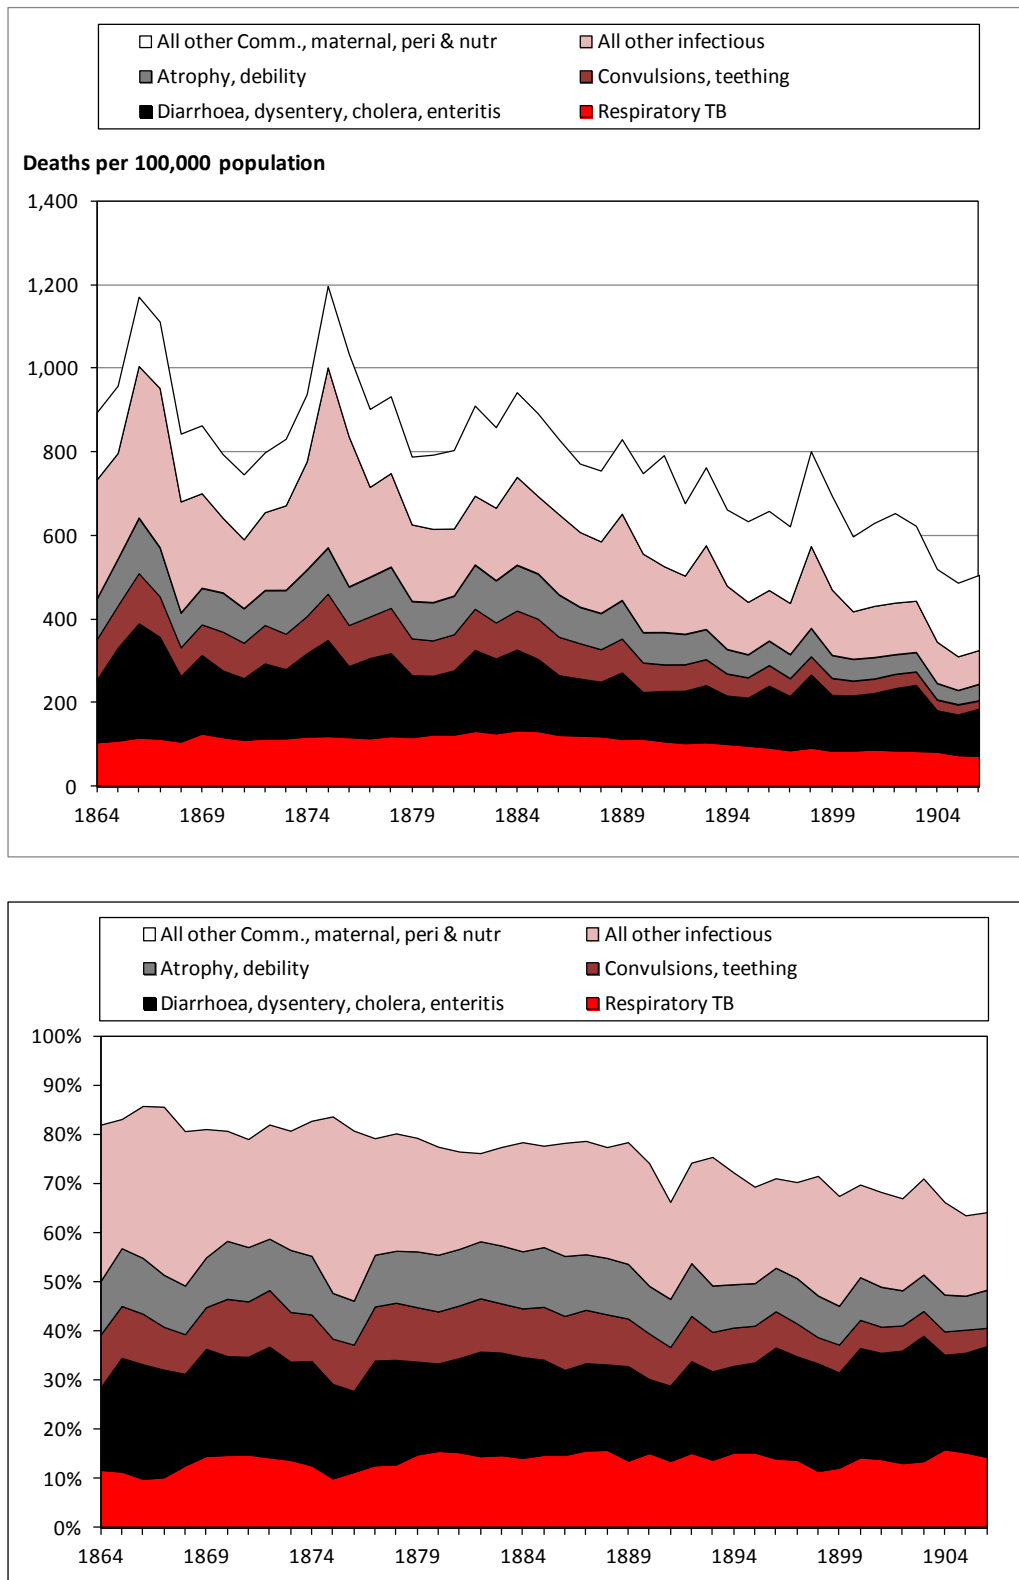 All other Comm., maternal, peri & nutr All other infectious
Atrophy, debility Convulsions, teething
Diarrhoea, dysentery, cholera, enteritis Respiratory TB
Deaths per 100,000 population
1,400
1,200
1,000
800
600
400
200
0
1864 1869 1874 1879 1884 1889 1894 1899 1904
All other Comm., maternal, peri & nutr All other infectious
Atrophy, debility Convulsions, teething
Diarrhoea, dysentery, cholera, enteritis Respiratory TB
100%
90%
80%
70%
60%
50%
40%
30%
20%
10%
0%
1864 1869 1874 1879 1884 1889 1894 1899 1904